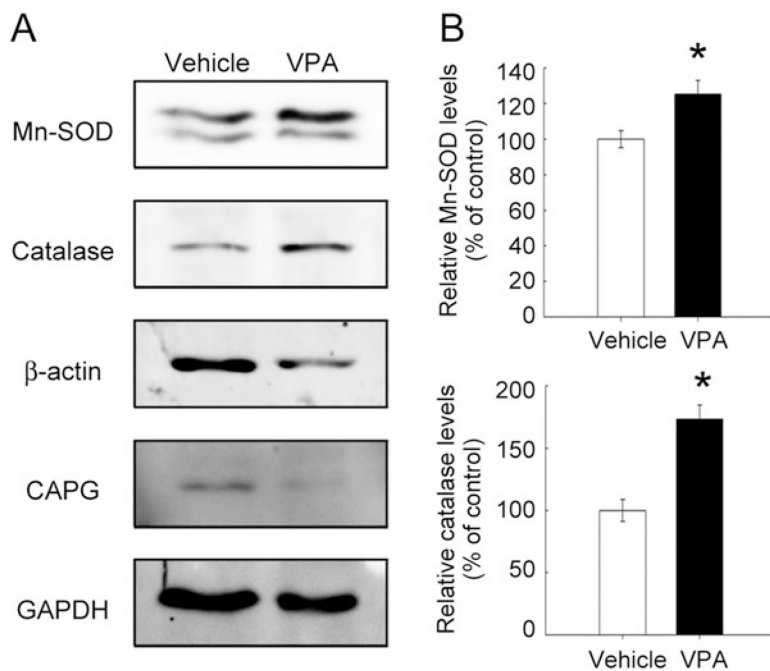 A
Vehicle VPA
Mn-SOD
Catalase
β-actin
CAPG
GAPDH
B
Relative Mn-SOD levels
(% of control)
140
120
100
80
60
40
20
0
*
Vehicle VPA
Relative catalase levels
(% of control)
200
150
100
50
0
*
Vehicle VPA